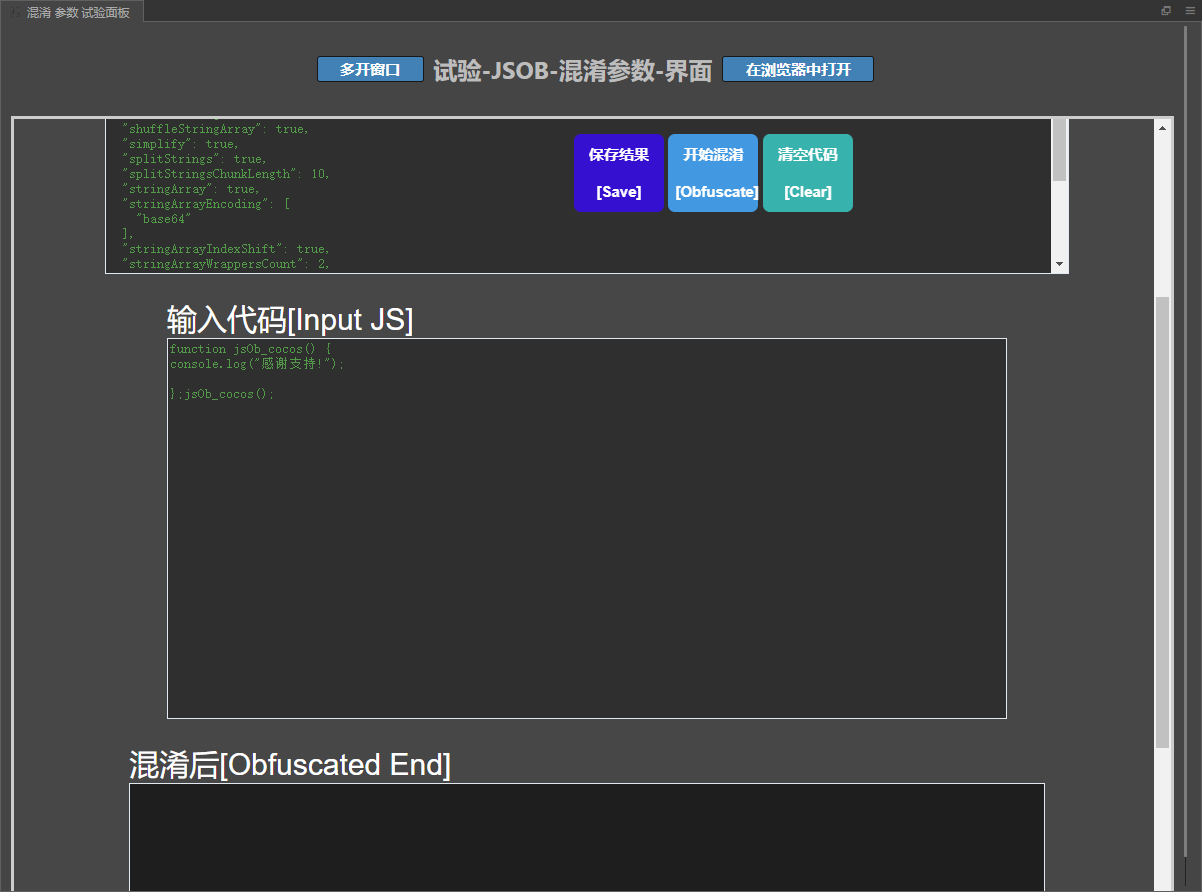 混淆 参数 试验面板
多开窗口 试验-JSOB-混淆参数-界面 在浏览器中打开
"shuffleStringArray": true,
"simplify": true,
"splitStrings": true,
"splitStringsChunkLength": 10,
"stringArray": true,
"stringArrayEncoding": [
"base64"
],
"stringArrayIndexShift": true,
"stringArrayWrappersCount": 2,
保存结果 开始混淆 清空代码
[Save] [Obfuscate] [Clear]
输入代码[Input JS]
function jsOb_cocos() {
console.log("感谢支持!");
};jsOb_cocos();
混淆后[Obfuscated End]